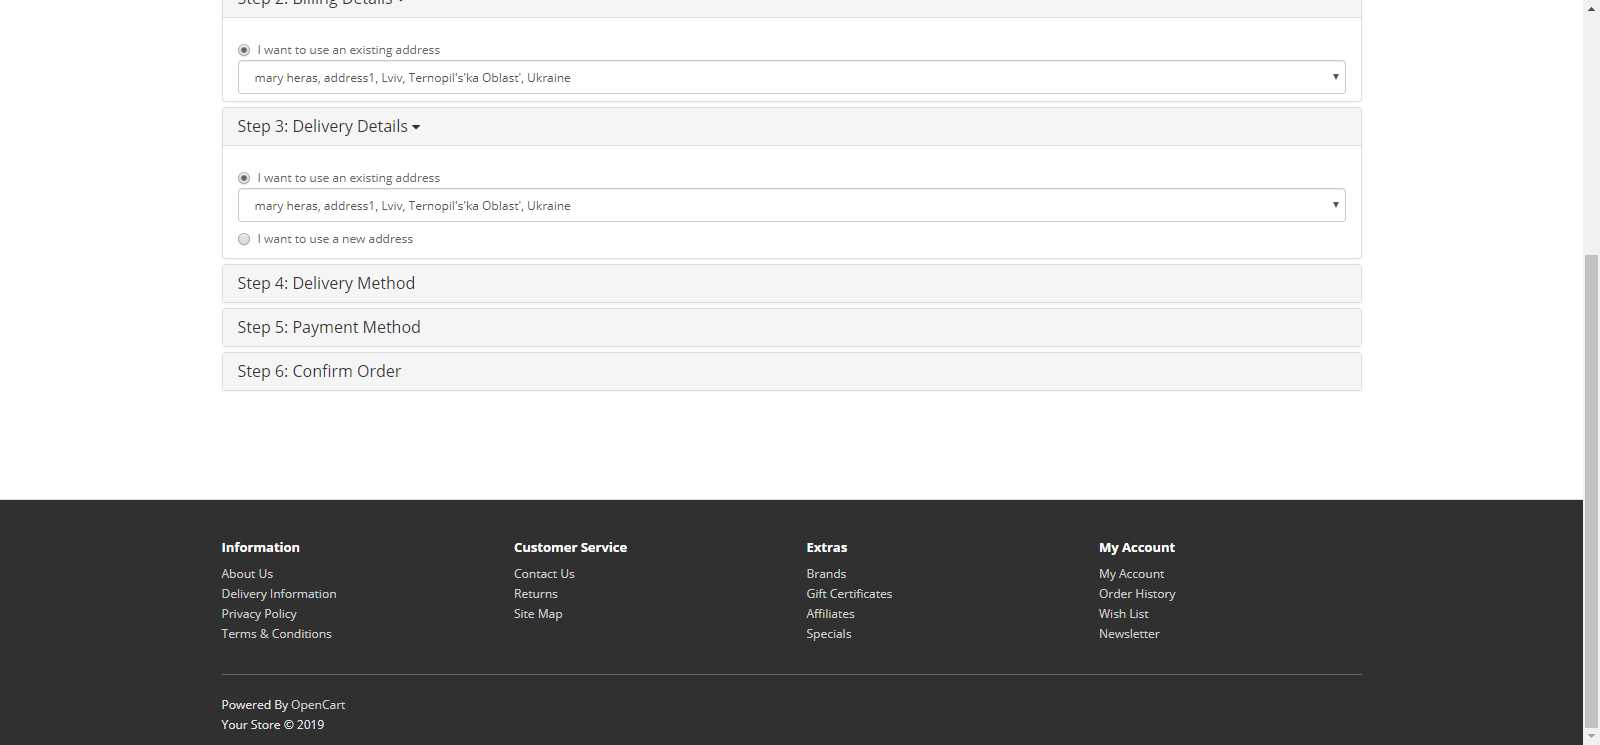 Step 2: Billing Details
I want to use an existing address
mary heras, address1, Lviv, Ternopil's'ka Oblast', Ukraine
Step 3: Delivery Details
I want to use an existing address
mary heras, address1, Lviv, Ternopil's'ka Oblast', Ukraine
I want to use a new address
Step 4: Delivery Method
Step 5: Payment Method
Step 6: Confirm Order
Information
About Us
Delivery Information
Privacy Policy
Terms & Conditions
Customer Service
Contact Us
Returns
Site Map
Extras
Brands
Gift Certificates
Affiliates
Specials
My Account
My Account
Order History
Wish List
Newsletter
Powered By OpenCart
Your Store © 2019